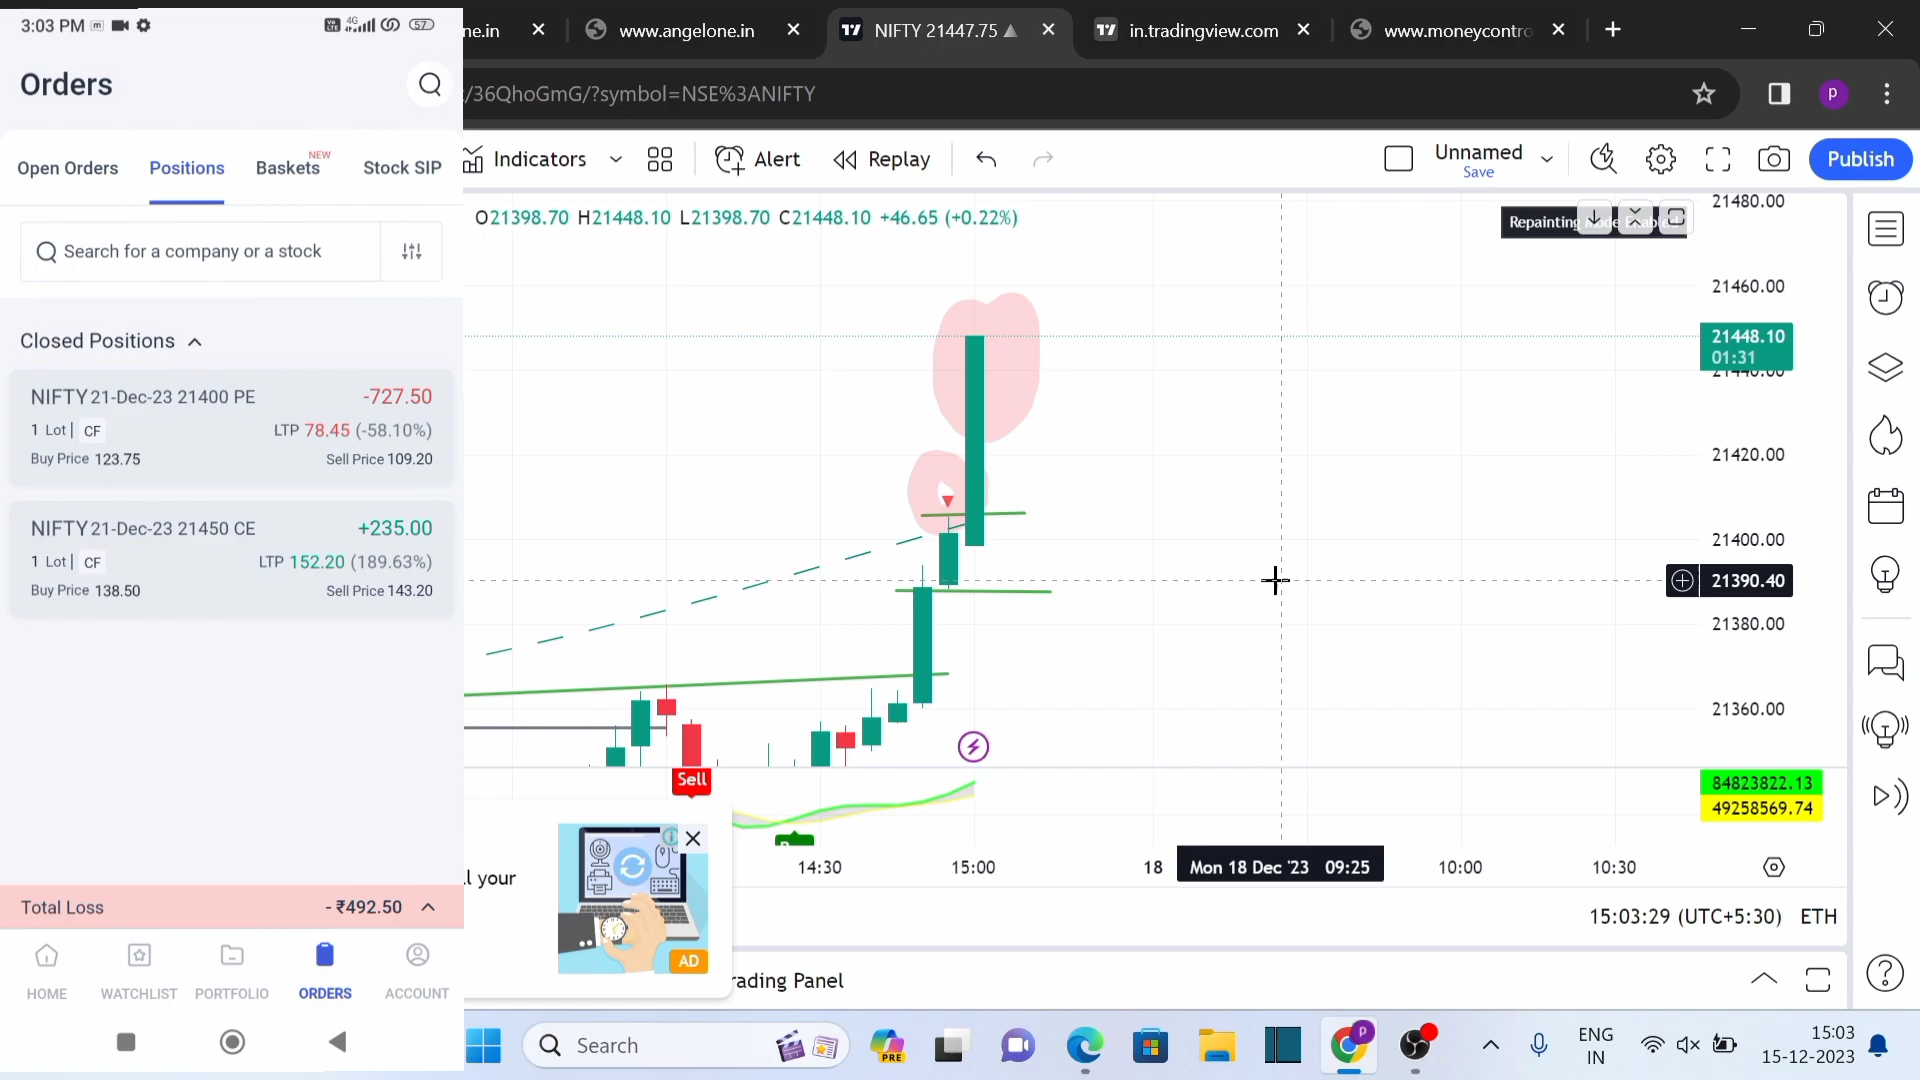 3:03 PM
4G
57
Orders
Open Orders
Positions
Baskets
NEW
Stock SIP
Search for a company or a stock
Closed Positions
NIFTY 21-Dec-23 21400 PE
-727.50
1 Lot | CF
LTP 78.45 (-58.10%)
Buy Price 123.75
Sell Price 109.20
NIFTY 21-Dec-23 21450 CE
+235.00
1 Lot | CF
LTP 152.20 (189.63%)
Buy Price 138.50
Sell Price 143.20
Total Loss
- ₹492.50
HOME
WATCHLIST
PORTFOLIO
ORDERS
ACCOUNT
ne.in
www.angelone.in
NIFTY 21447.75
in.tradingview.com
www.moneycontro
/36QhoGmG/?symbol=NSE%3ANIFTY
p
Indicators
Alert
Replay
Unnamed
Save
Publish
O21398.70 H21448.10 L21398.70 C21448.10 +46.65 (+0.22%)
Repainting
21480.00
21460.00
21448.10
01:31
21440.00
21420.00
21400.00
21390.40
21380.00
21360.00
Sell
84823822.13
49258569.74
14:30
15:00
18
Mon 18 Dec '23 09:25
10:00
10:30
l your
AD
15:03:29 (UTC+5:30)
ETH
rading Panel
Search
PRE
p
ENG
IN
15:03
15-12-2023